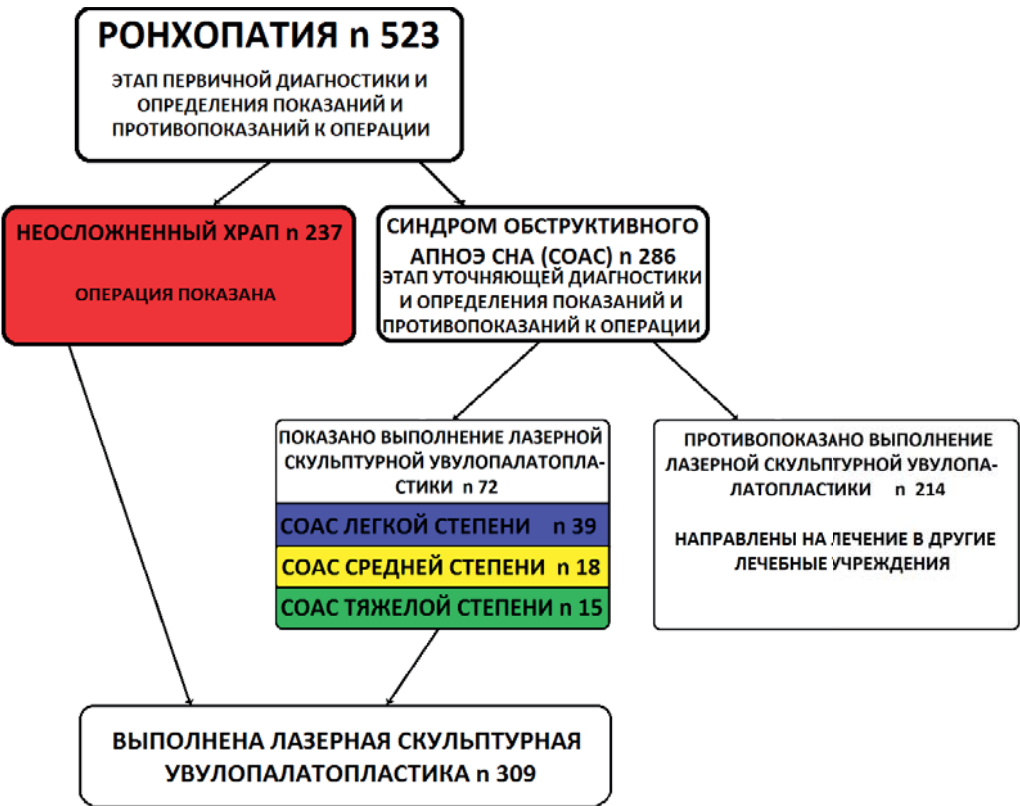 РОНХОПАТИЯ n 523
ЭТАП ПЕРВИЧНОЙ ДИАГНОСТИКИ И
ОПРЕДЕЛЕНИЯ ПОКАЗАНИЙ И
ПРОТИВОПОКАЗАНИЙ К ОПЕРАЦИИ
НЕОСЛОЖНЕННЫЙ ХРАП n 237
ОПЕРАЦИЯ ПОКАЗАНА
СИНДРОМ ОБСТРУКТИВНОГО
АПНОЭ СНА (СОАС) n 286
ЭТАП УТОЧНЯЮЩЕЙ ДИАГНОСТИКИ
И ОПРЕДЕЛЕНИЯ ПОКАЗАНИЙ И
ПРОТИВОПОКАЗАНИЙ К ОПЕРАЦИИ
ПОКАЗАНО ВЫПОЛНЕНИЕ ЛАЗЕРНОЙ
СКУЛЬПТУРНОЙ УВУЛОПАЛАТОПЛА-
СТИКИ n 72
СОАС ЛЕГКОЙ СТЕПЕНИ n 39
СОАС СРЕДНЕЙ СТЕПЕНИ n 18
СОАС ТЯЖЕЛОЙ СТЕПЕНИ n 15
ПРОТИВОПОКАЗАНО ВЫПОЛНЕНИЕ
ЛАЗЕРНОЙ СКУЛЬПТУРНОЙ УВУЛОПА-
ЛАТОПЛАСТИКИ n 214
НАПРАВЛЕНЫ НА ЛЕЧЕНИЕ В ДРУГИЕ
ЛЕЧЕБНЫЕ УЧРЕЖДЕНИЯ
ВЫПОЛНЕНА ЛАЗЕРНАЯ СКУЛЬПТУРНАЯ
УВУЛОПАЛАТОПЛАСТИКА n 309